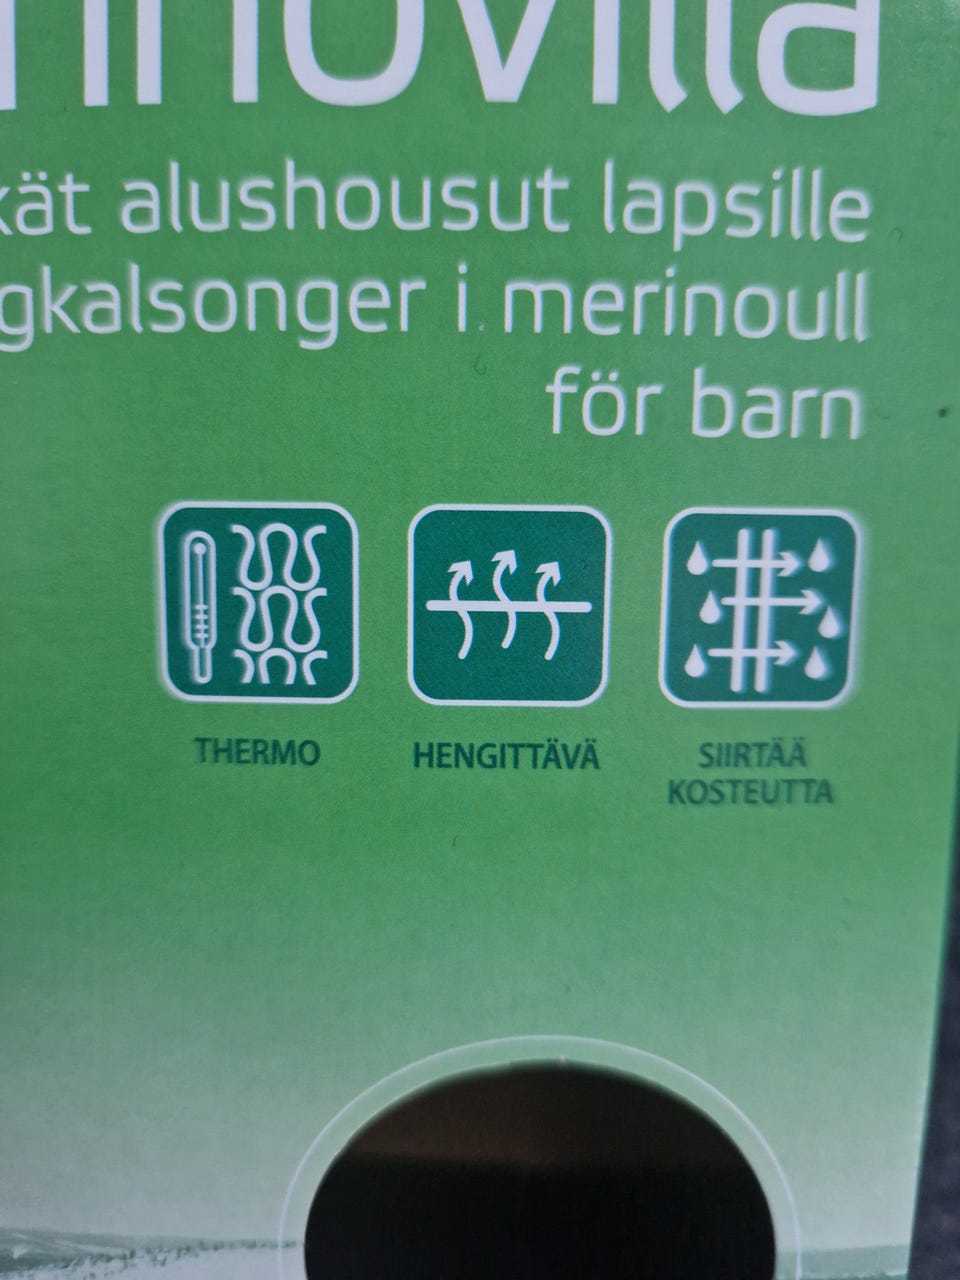 kät alushousut lapsille
gkalsonger i merinoull
för barn
THERMO
HENGITTÄVÄ
SIIRTÄÄ
KOSTEUTTA